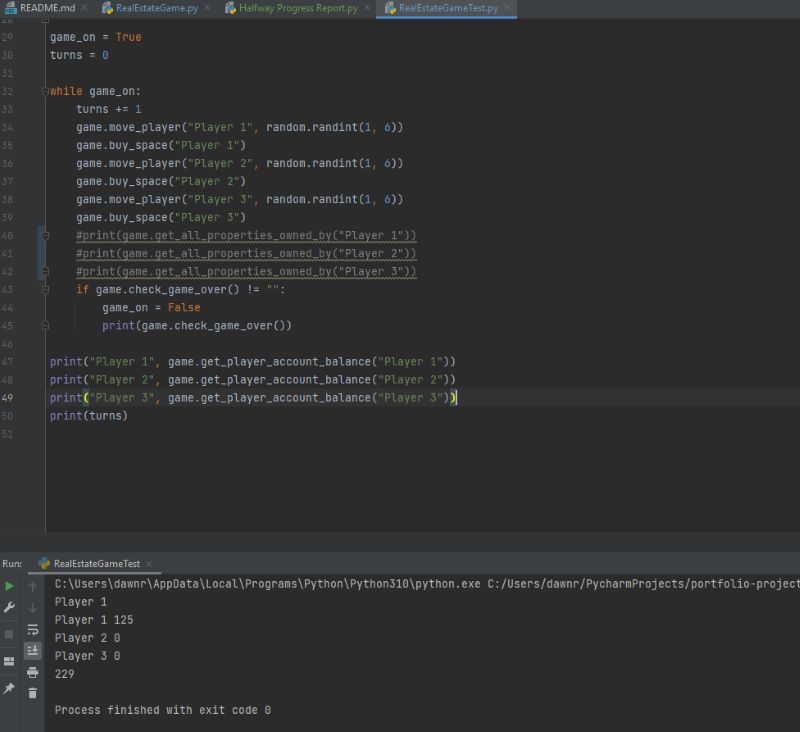 README.md RealEstateGame.py Halfway Progress Report.py RealEstateGameTest.py
28
29 game_on = True
30 turns = 0
31
32 while game_on:
33 turns += 1
34 game.move_player("Player 1", random.randint(1, 6))
35 game.buy_space("Player 1")
36 game.move_player("Player 2", random.randint(1, 6))
37 game.buy_space("Player 2")
38 game.move_player("Player 3", random.randint(1, 6))
39 game.buy_space("Player 3")
40 #print(game.get_all_properties_owned_by("Player 1"))
41 #print(game.get_all_properties_owned_by("Player 2"))
42 #print(game.get_all_properties_owned_by("Player 3"))
43 if game.check_game_over() != "":
44 game_on = False
45 print(game.check_game_over())
46
47 print("Player 1", game.get_player_account_balance("Player 1"))
48 print("Player 2", game.get_player_account_balance("Player 2"))
49 print("Player 3", game.get_player_account_balance("Player 3"))
50 print(turns)
51
Run: RealEstateGameTest
C:\Users\dawnr\AppData\Local\Programs\Python\Python310\python.exe C:/Users/dawnr/PycharmProjects/portfolio-project
Player 1
Player 1 125
Player 2 0
Player 3 0
229
Process finished with exit code 0